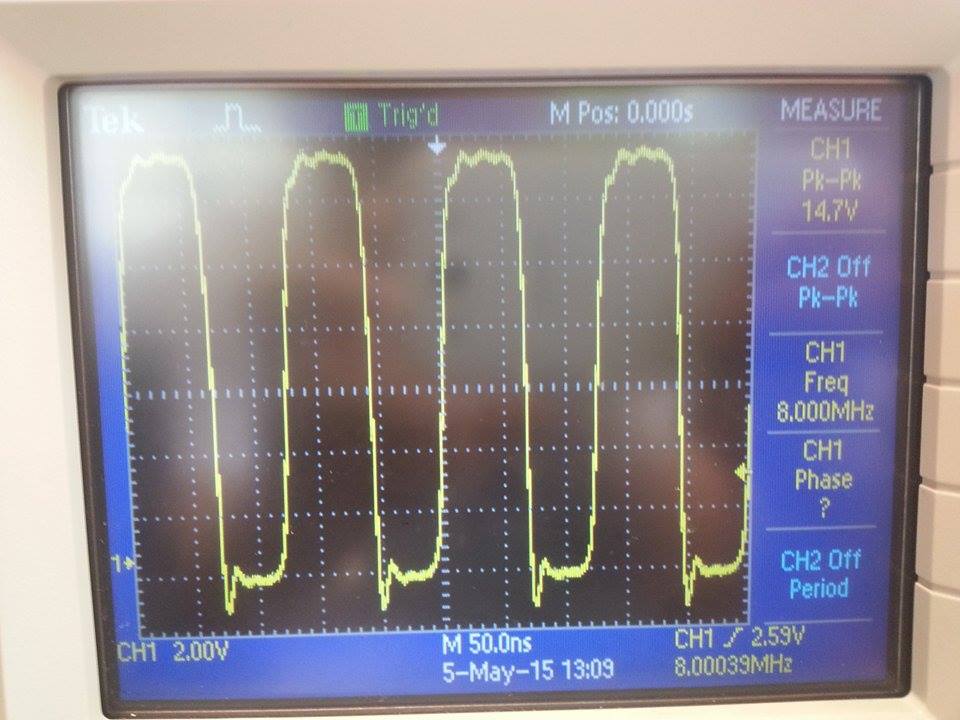 Tek Trig'd M Pos: 0.000s MEASURE
CH1
Pk-Pk
14.7V
CH2 Off
Pk-Pk
CH1
Freq
8.000MHz
CH1
Phase
?
CH2 Off
Period
1
CH1 2.00V M 50.0ns CH1 2.59V
5-May-15 13:09 8.00039MHz